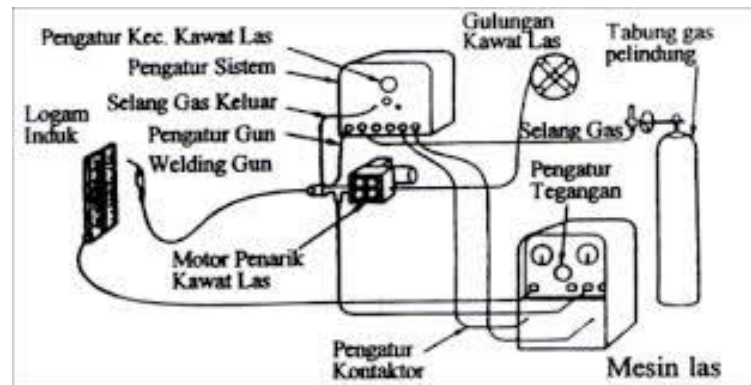 Pengatur Kec. Kawat Las
Pengatur Sistem
Selang Gas Keluar
Logam
Induk
Pengatur Gun
Welding Gun
Motor Penarik
Kawat Las
Gulungan
Kawat Las
Tabung gas
pelindung
Selang Gas
Pengatur
Tegangan
Pengatur
Kontaktor
Mesin las